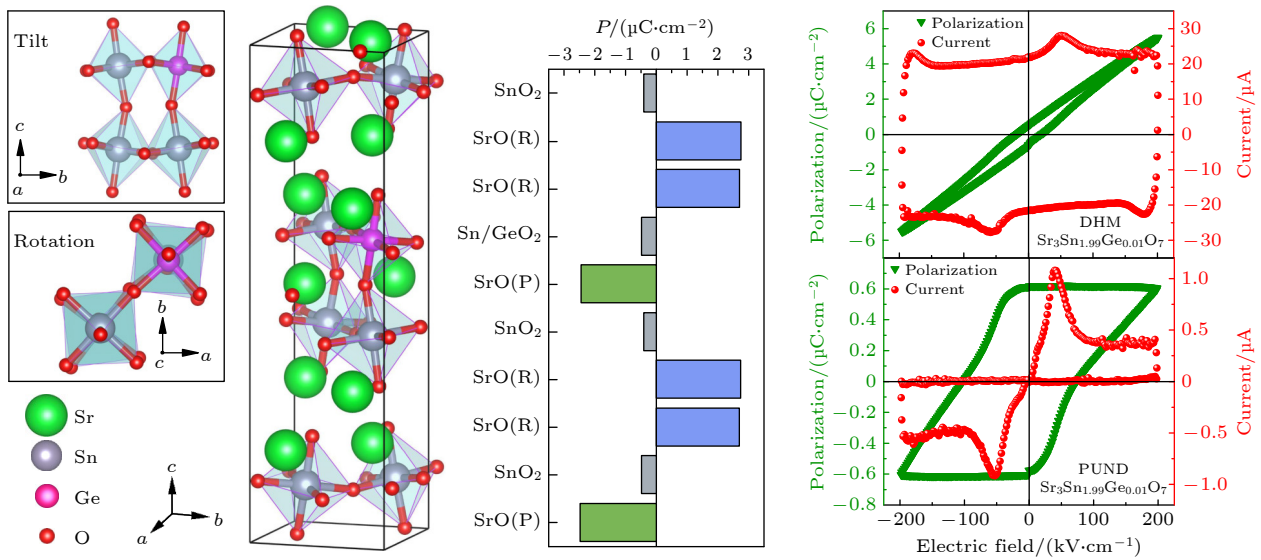 Tilt
c
a
b
Rotation
b
c
a
Sr
Sn
Ge
O
c
a
b
P/(μC·cm−2)
−3 −2 −1 0 1 2 3
SnO2
SrO(R)
SrO(R)
Sn/GeO2
SrO(P)
SnO2
SrO(R)
SrO(R)
SnO2
SrO(P)
Polarization
Current
Polarization/(μC·cm−2)
6
4
2
0
−2
−4
−6
30
20
10
0
−10
−20
−30
Current/μA
DHM
Sr3Sn1.99Ge0.01O7
Polarization
Current
Polarization/(μC·cm−2)
0.6
0.4
0.2
0
−0.2
−0.4
−0.6
−0.8
1.0
0.5
0
−0.5
−1.0
Current/μA
PUND
Sr3Sn1.99Ge0.01O7
−200 −100 0 100 200
Electric field/(kV·cm−1)